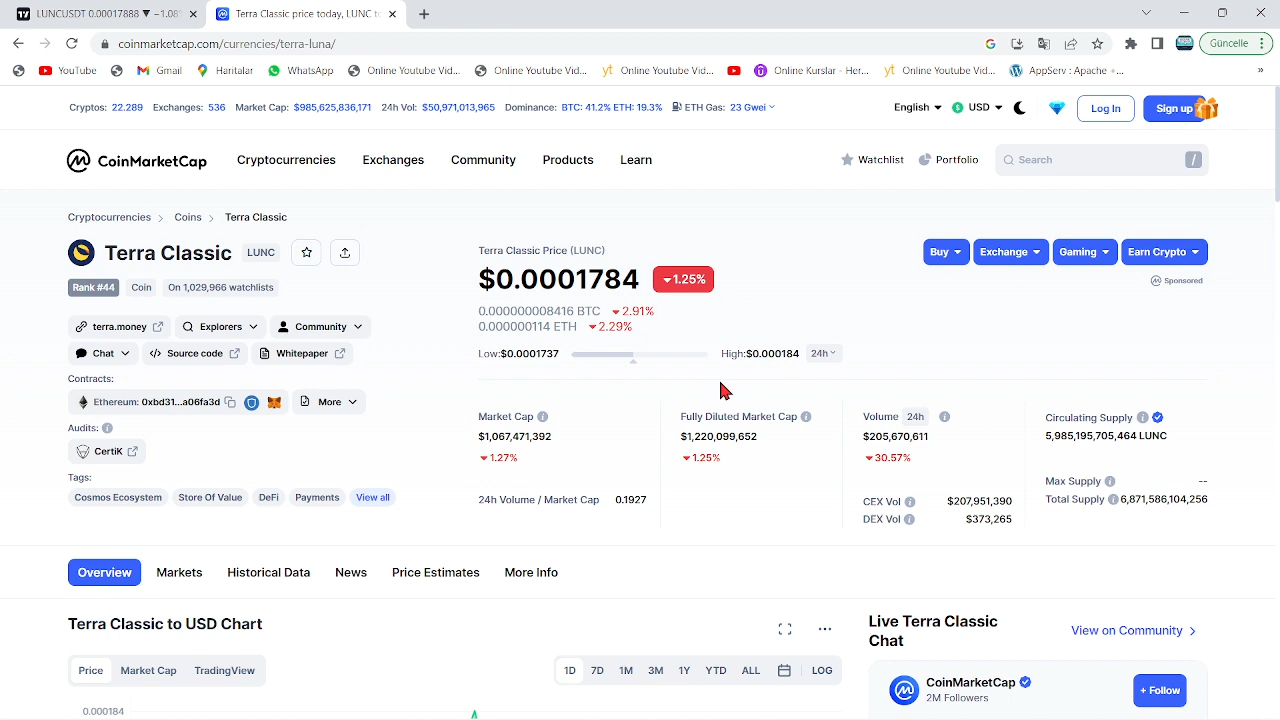 LUNCUSDT 0.00017888 ▼ −1.08
Terra Classic price today, LUNC to
coinmarketcap.com/currencies/terra-luna/
Güncelle
YouTube Gmail Haritalar WhatsApp Online Youtube Vid... Online Youtube Vid... Online Youtube Vid... Online Kurslar - Her... Online Youtube Vid... AppServ : Apache +... »
Cryptos: 22.289 Exchanges: 536 Market Cap: $985,625,836,171 24h Vol: $50,971,013,965 Dominance: BTC: 41.2% ETH: 19.3% ETH Gas: 23 Gwei
English USD Log In Sign up
CoinMarketCap Cryptocurrencies Exchanges Community Products Learn Watchlist Portfolio Search /
Cryptocurrencies > Coins > Terra Classic
Terra Classic LUNC
Rank #44 Coin On 1,029,966 watchlists
terra.money Explorers Community
Chat Source code Whitepaper
Contracts:
Ethereum: 0xbd31...a06fa3d More
Audits:
CertiK
Tags:
Cosmos Ecosystem Store Of Value DeFi Payments View all
Terra Classic Price (LUNC)
$0.0001784 1.25%
0.000000008416 BTC 2.91%
0.000000114 ETH 2.29%
Low:$0.0001737 High:$0.000184 24h
Buy Exchange Gaming Earn Crypto
Sponsored
Market Cap
$1,067,471,392
1.27%
24h Volume / Market Cap 0.1927
Fully Diluted Market Cap
$1,220,099,652
1.25%
Volume 24h
$205,670,611
30.57%
CEX Vol $207,951,390
DEX Vol $373,265
Circulating Supply
5,985,195,705,464 LUNC
Max Supply --
Total Supply 6,871,586,104,256
Overview Markets Historical Data News Price Estimates More Info
Terra Classic to USD Chart
Price Market Cap TradingView
1D 7D 1M 3M 1Y YTD ALL LOG
0.000184
Live Terra Classic
Chat
View on Community >
CoinMarketCap
2M Followers
+ Follow